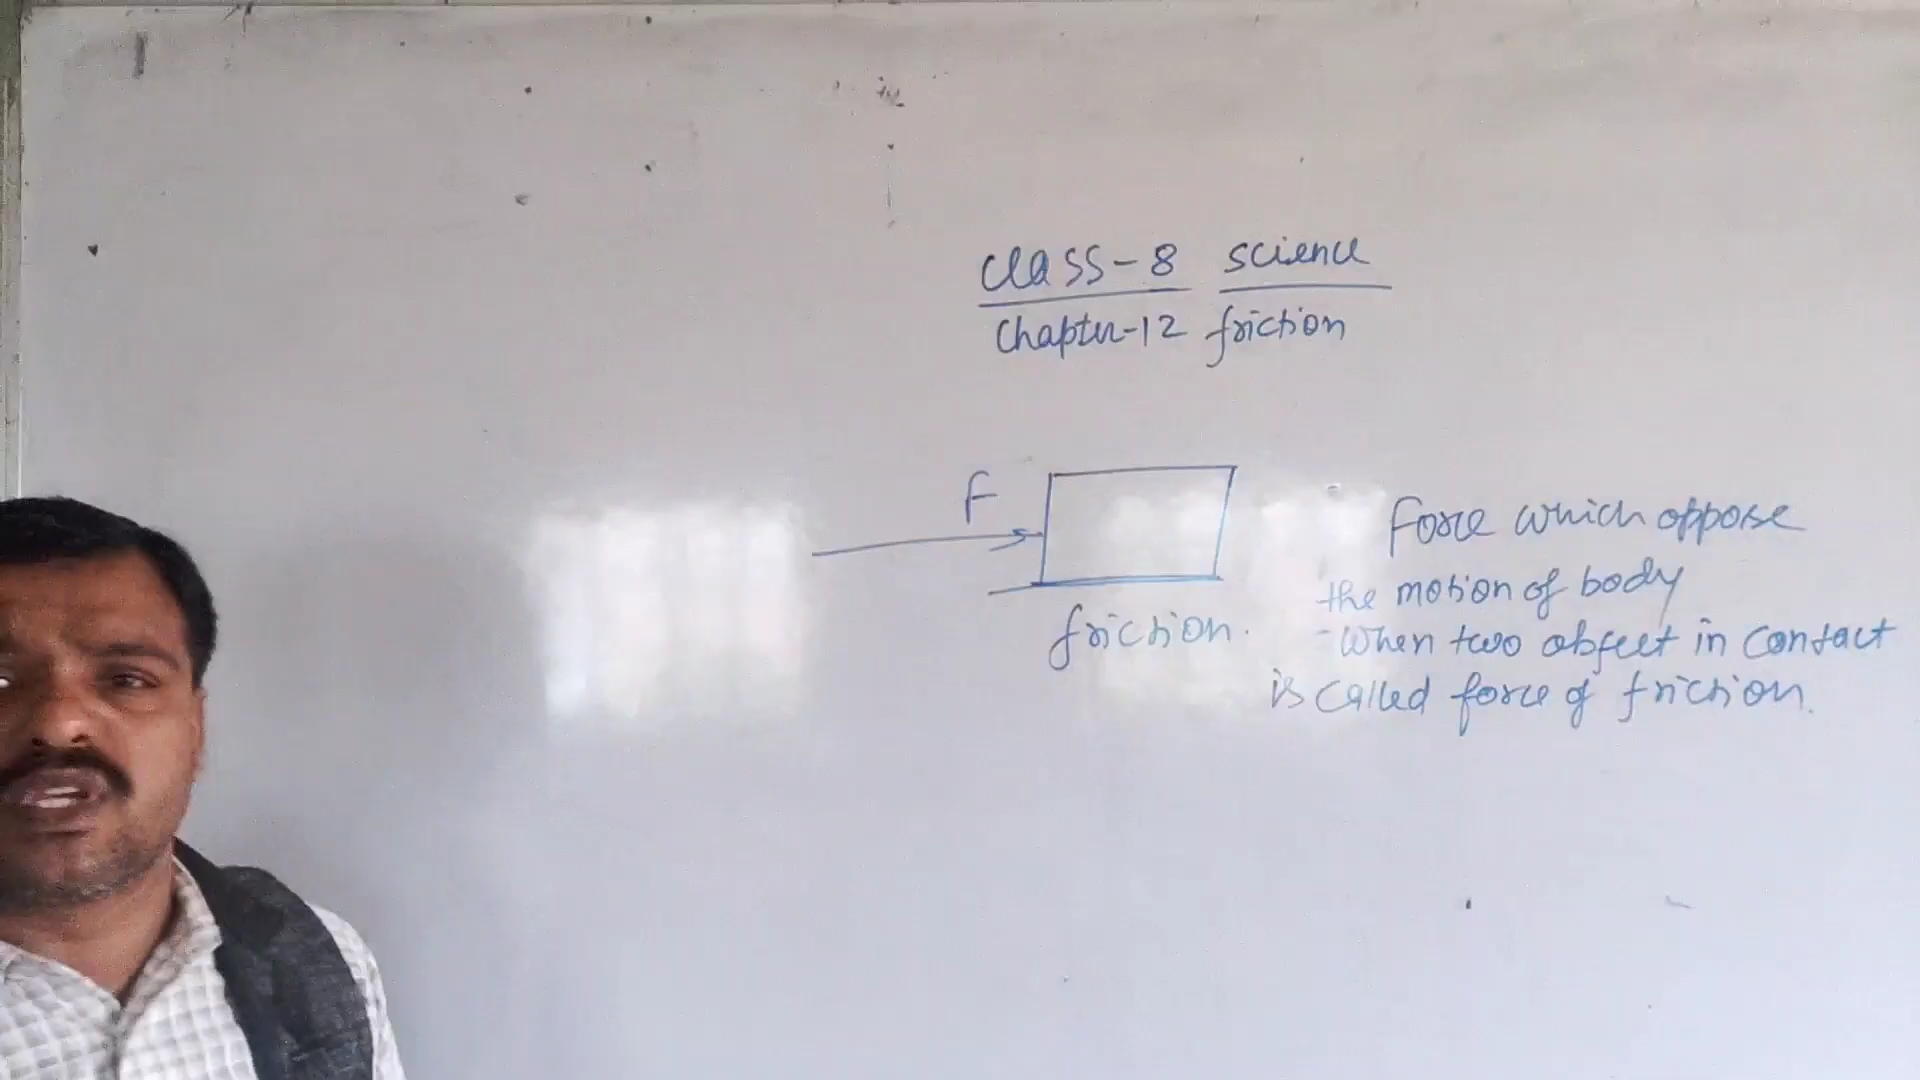 Class-8 science
Chapter-12 friction
F
Force which oppose
the motion of body
- When two object in contact
friction.
is called force of friction.